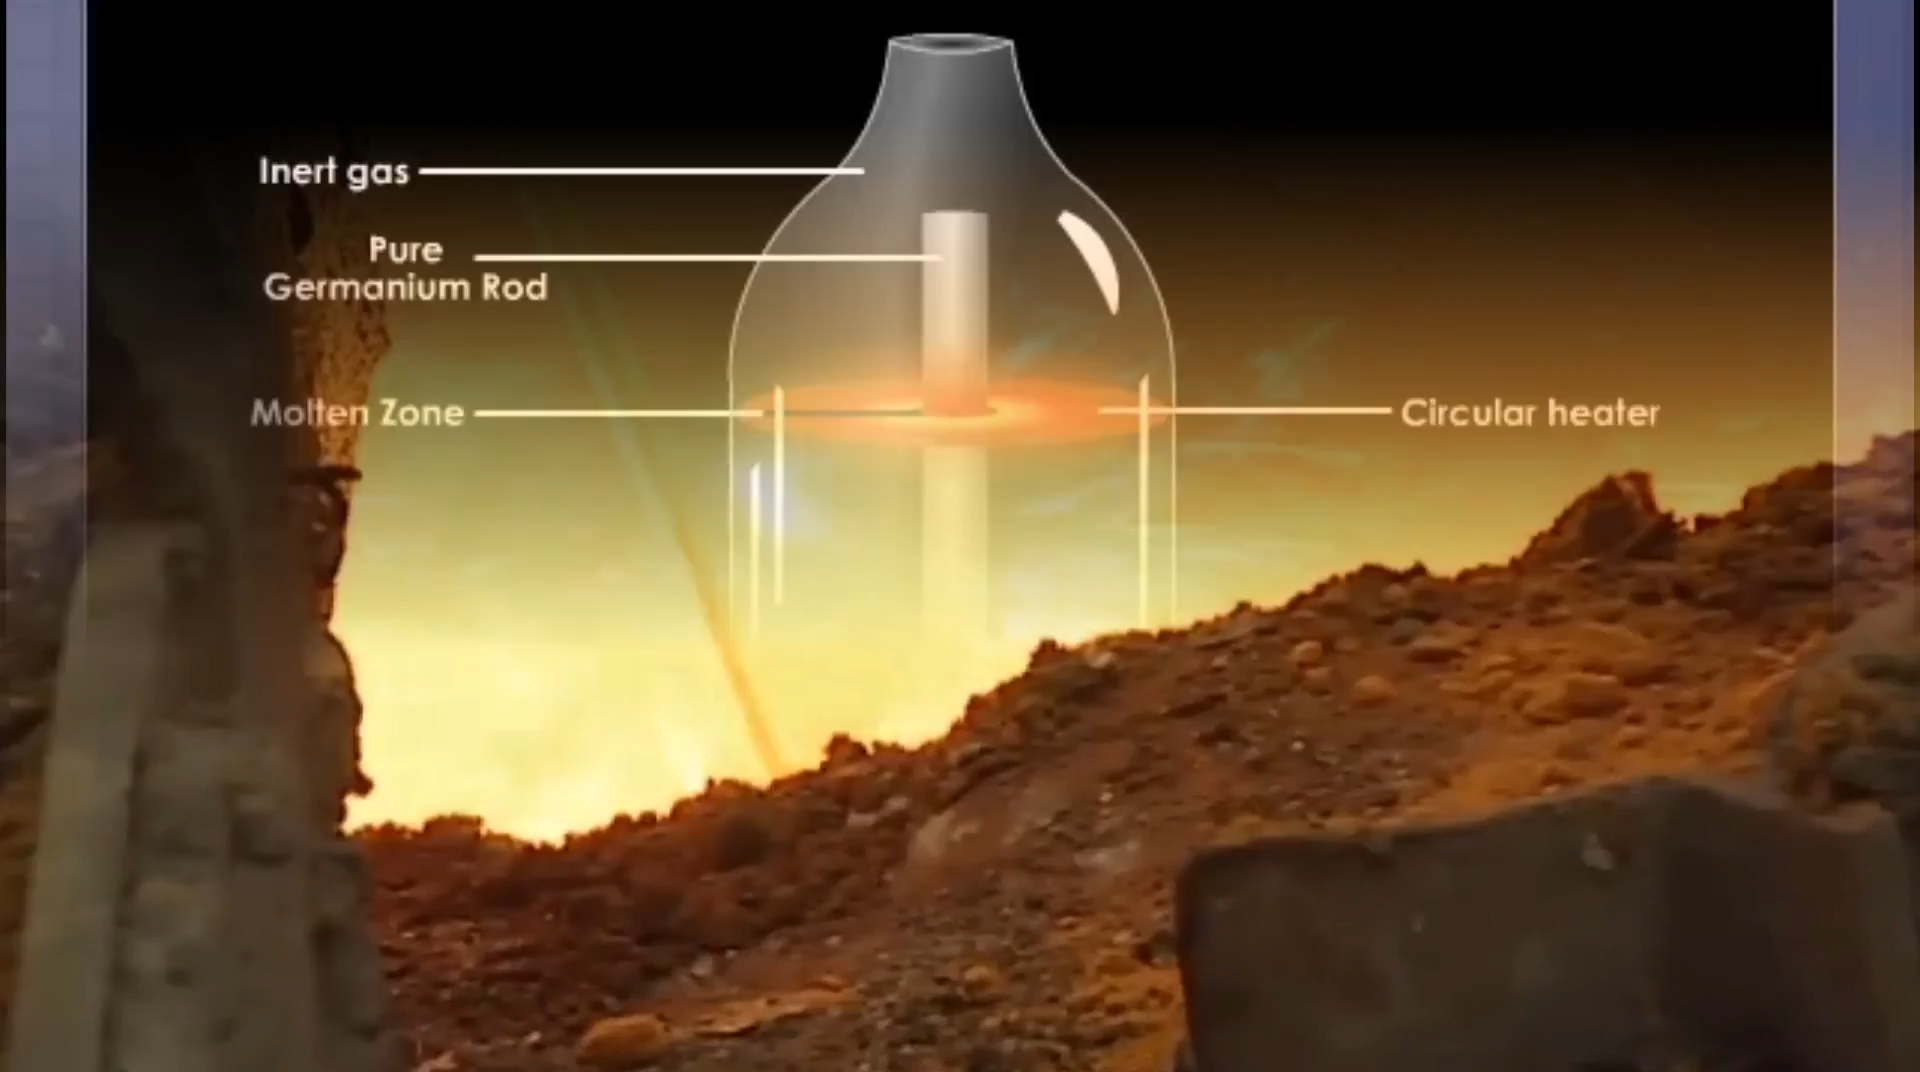 Inert gas
Pure
Germanium Rod
Molten Zone
Circular heater